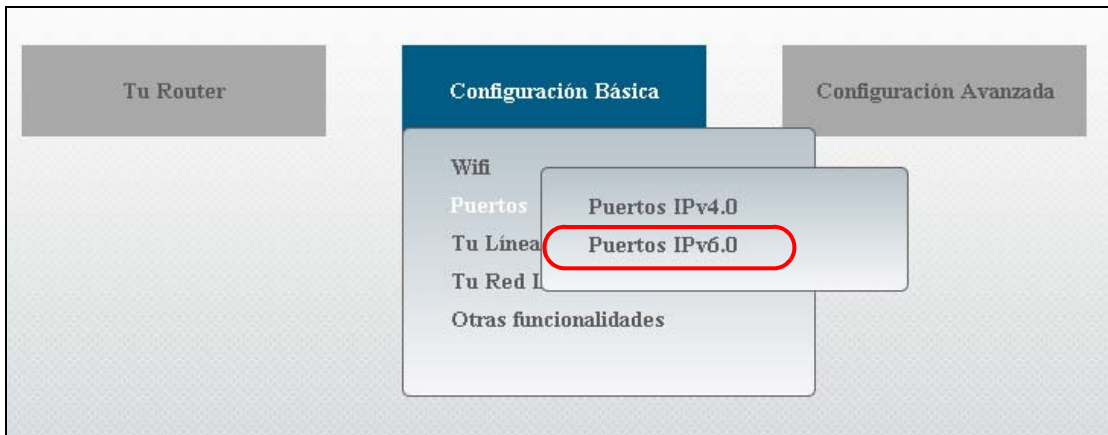 Tu Router
Configuración Básica
Configuración Avanzada
Wifi
Puertos
Puertos IPv4.0
Puertos IPv6.0
Tu Línea
Tu Red
Otras funcionalidades